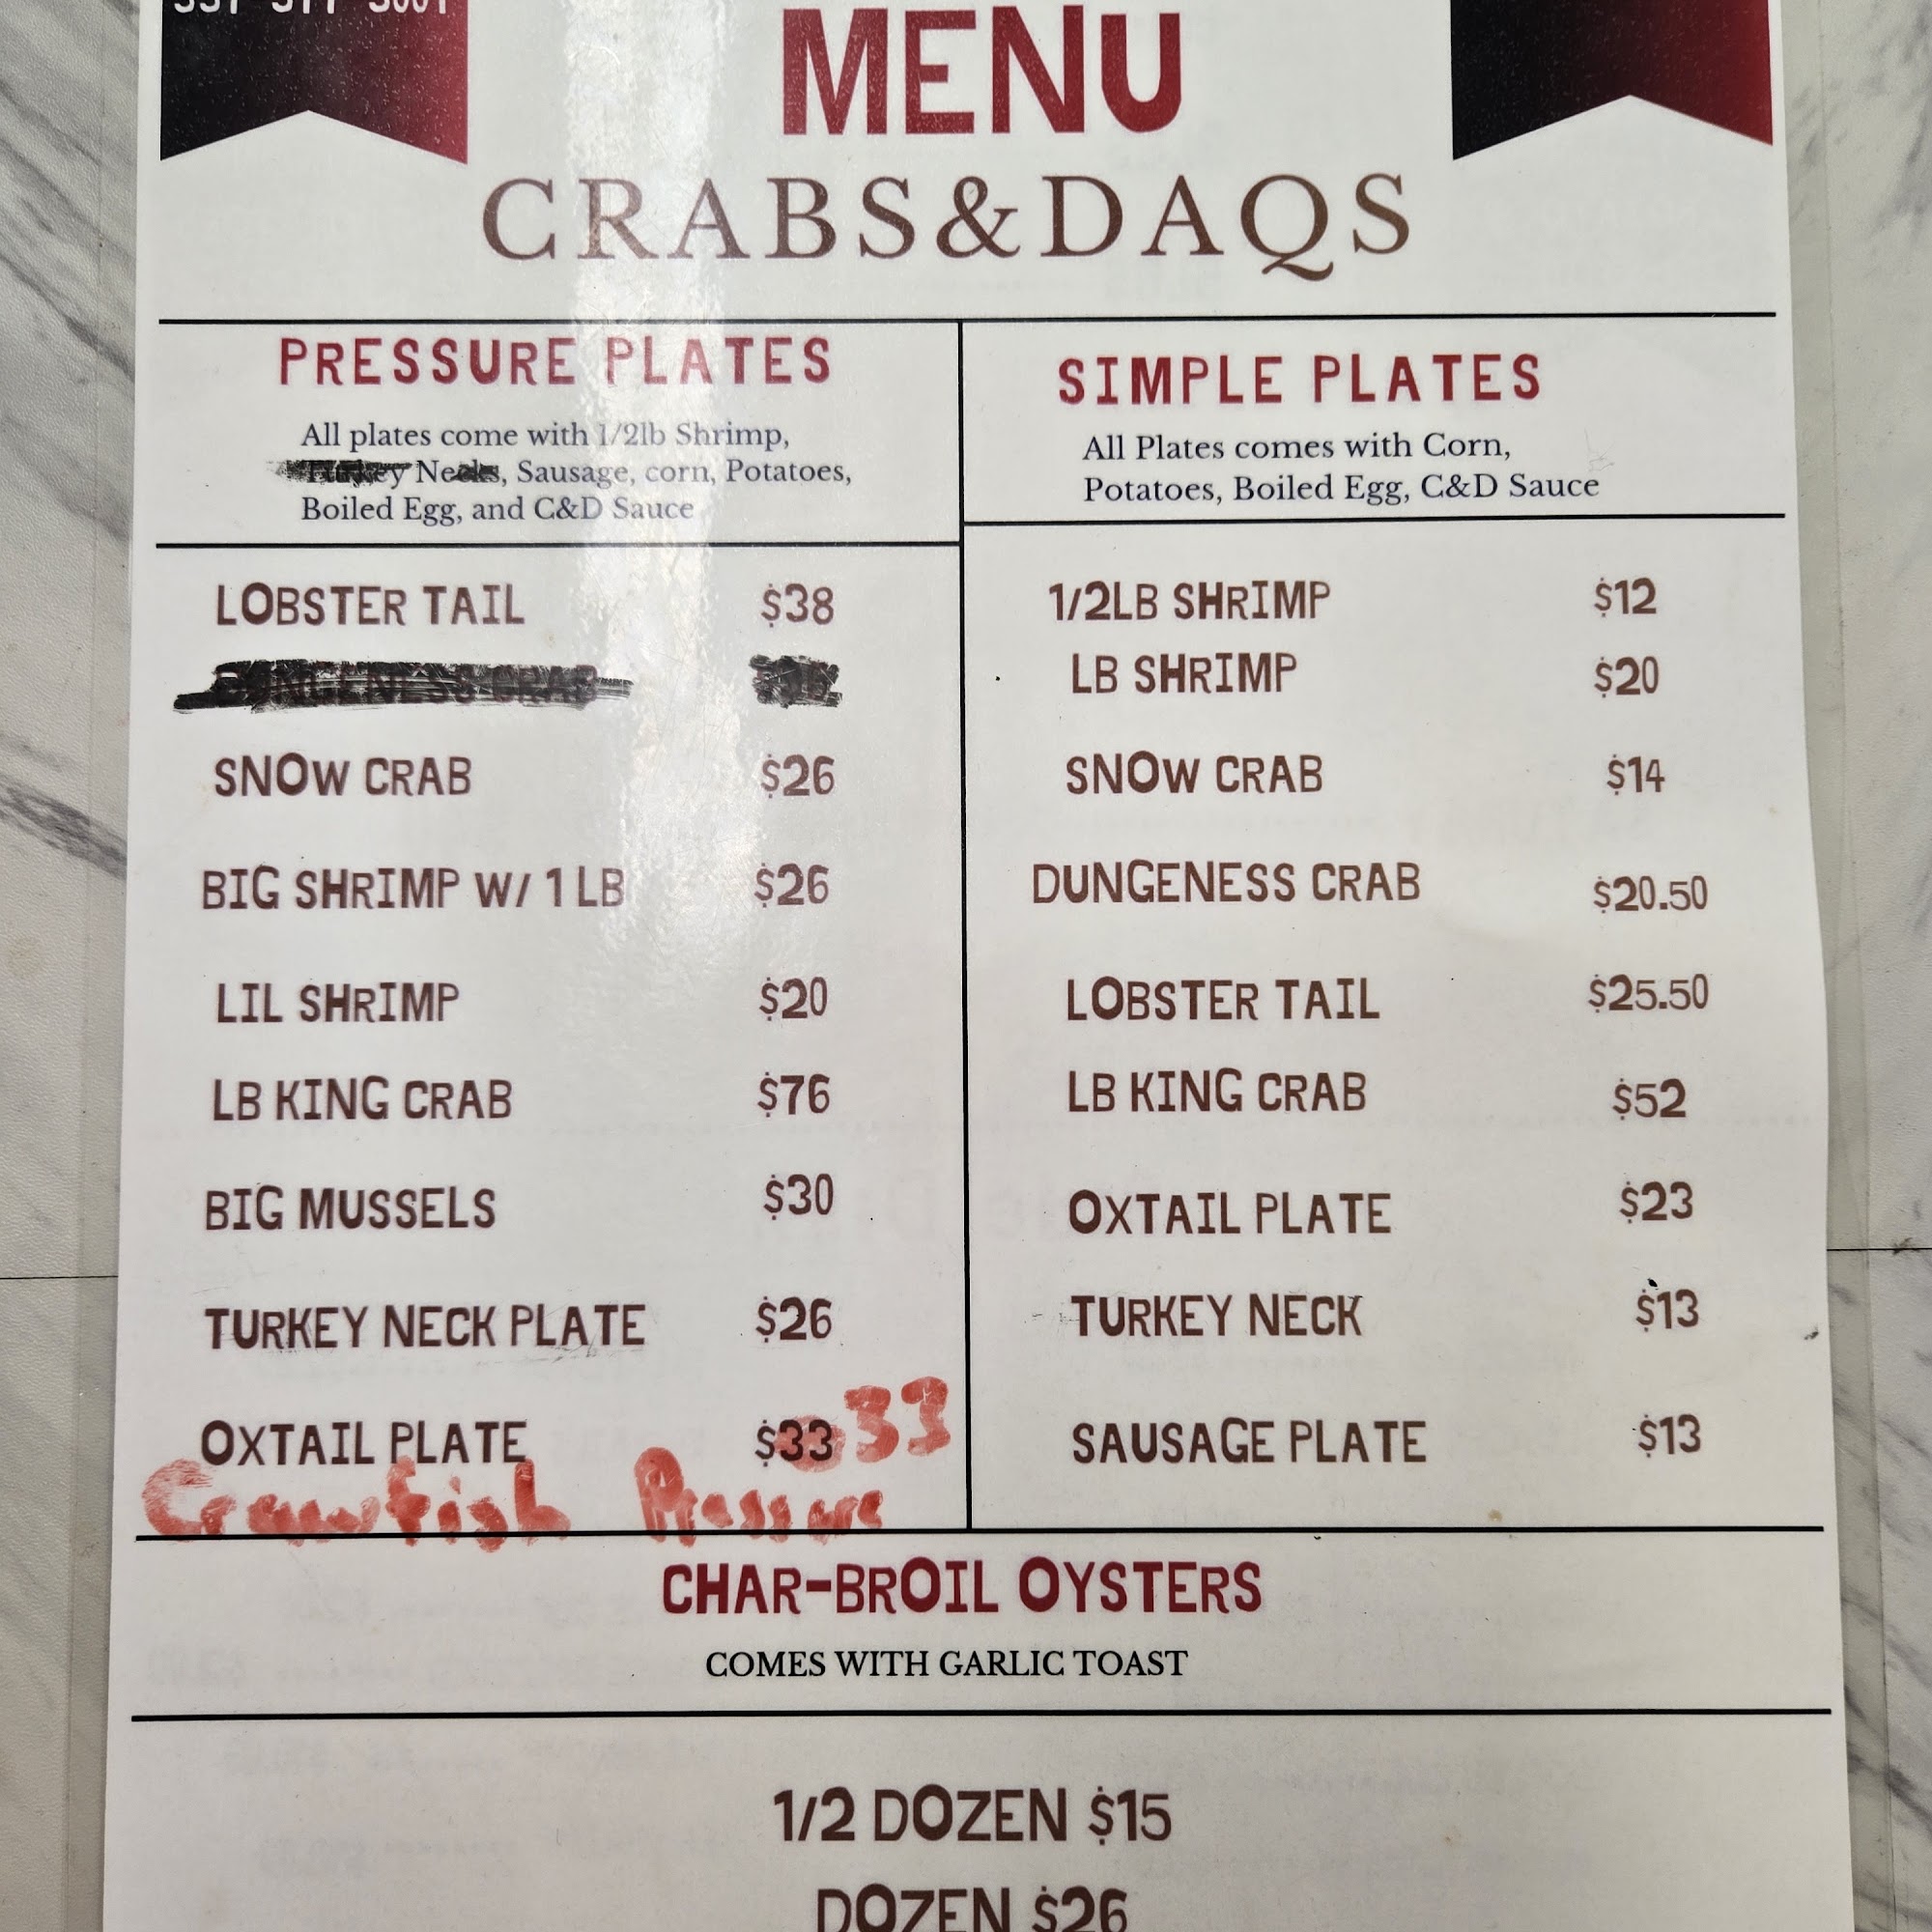 MENU
CRABS&DAQS
PRESSURE PLATES
All plates come with 1/2lb Shrimp,
Turkey Necks, Sausage, corn, Potatoes,
Boiled Egg, and C&D Sauce
LOBSTER TAIL $38
DUNGENESS CRAB
SNOW CRAB $26
BIG SHRIMP W/ 1 LB $26
LIL SHRIMP $20
LB KING CRAB $76
BIG MUSSELS $30
TURKEY NECK PLATE $26
OXTAIL PLATE $33
Crawfish Pressure 33
SIMPLE PLATES
All Plates comes with Corn,
Potatoes, Boiled Egg, C&D Sauce
1/2LB SHRIMP $12
LB SHRIMP $20
SNOW CRAB $14
DUNGENESS CRAB $20.50
LOBSTER TAIL $25.50
LB KING CRAB $52
OXTAIL PLATE $23
TURKEY NECK $13
SAUSAGE PLATE $13
CHAR-BROIL OYSTERS
COMES WITH GARLIC TOAST
1/2 DOZEN $15
DOZEN $26